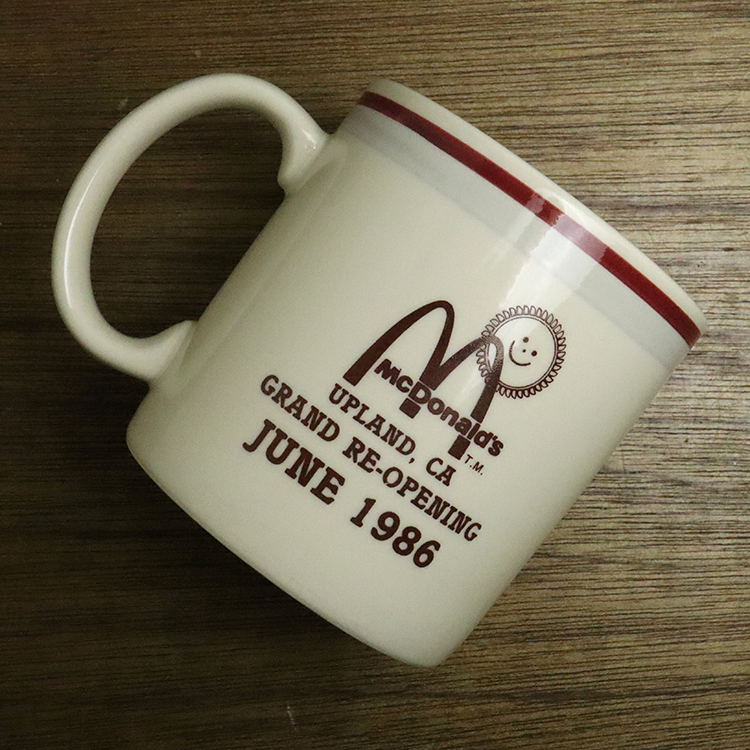 McDonald's
T.M.
UPLAND, CA
GRAND RE-OPENING
JUNE 1986